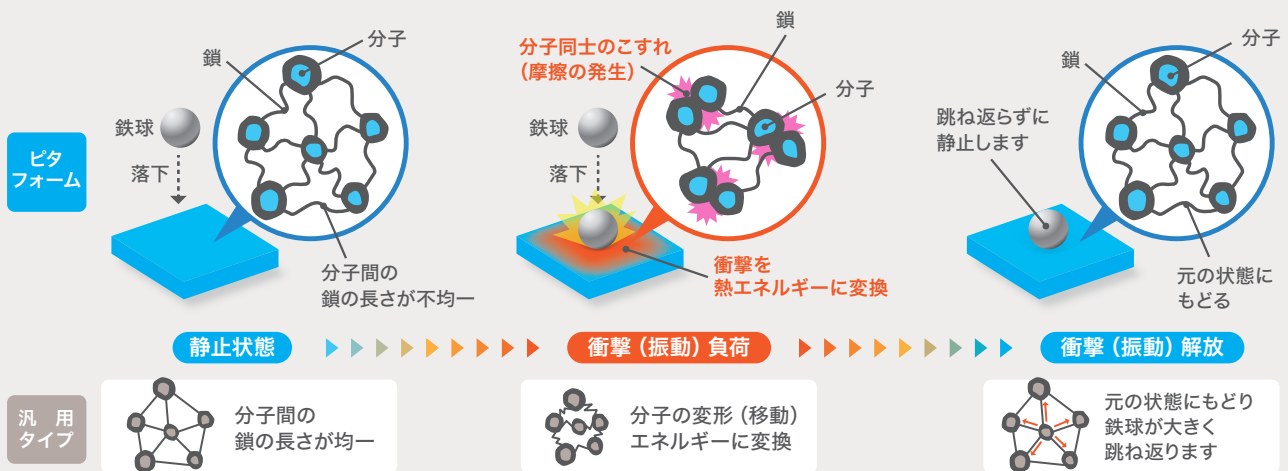 ピタ
フォーム
鎖
分子
鉄球
落下
分子間の
鎖の長さが不均一
分子同士のこすれ
（摩擦の発生）
鎖
分子
鉄球
落下
衝撃を
熱エネルギーに変換
鎖
分子
跳ね返らずに
静止します
元の状態に
もどる
静止状態
衝撃（振動）負荷
衝撃（振動）解放
汎用
タイプ
分子間の
鎖の長さが均一
分子の変形（移動）
エネルギーに変換
元の状態にもどり
鉄球が大きく
跳ね返ります